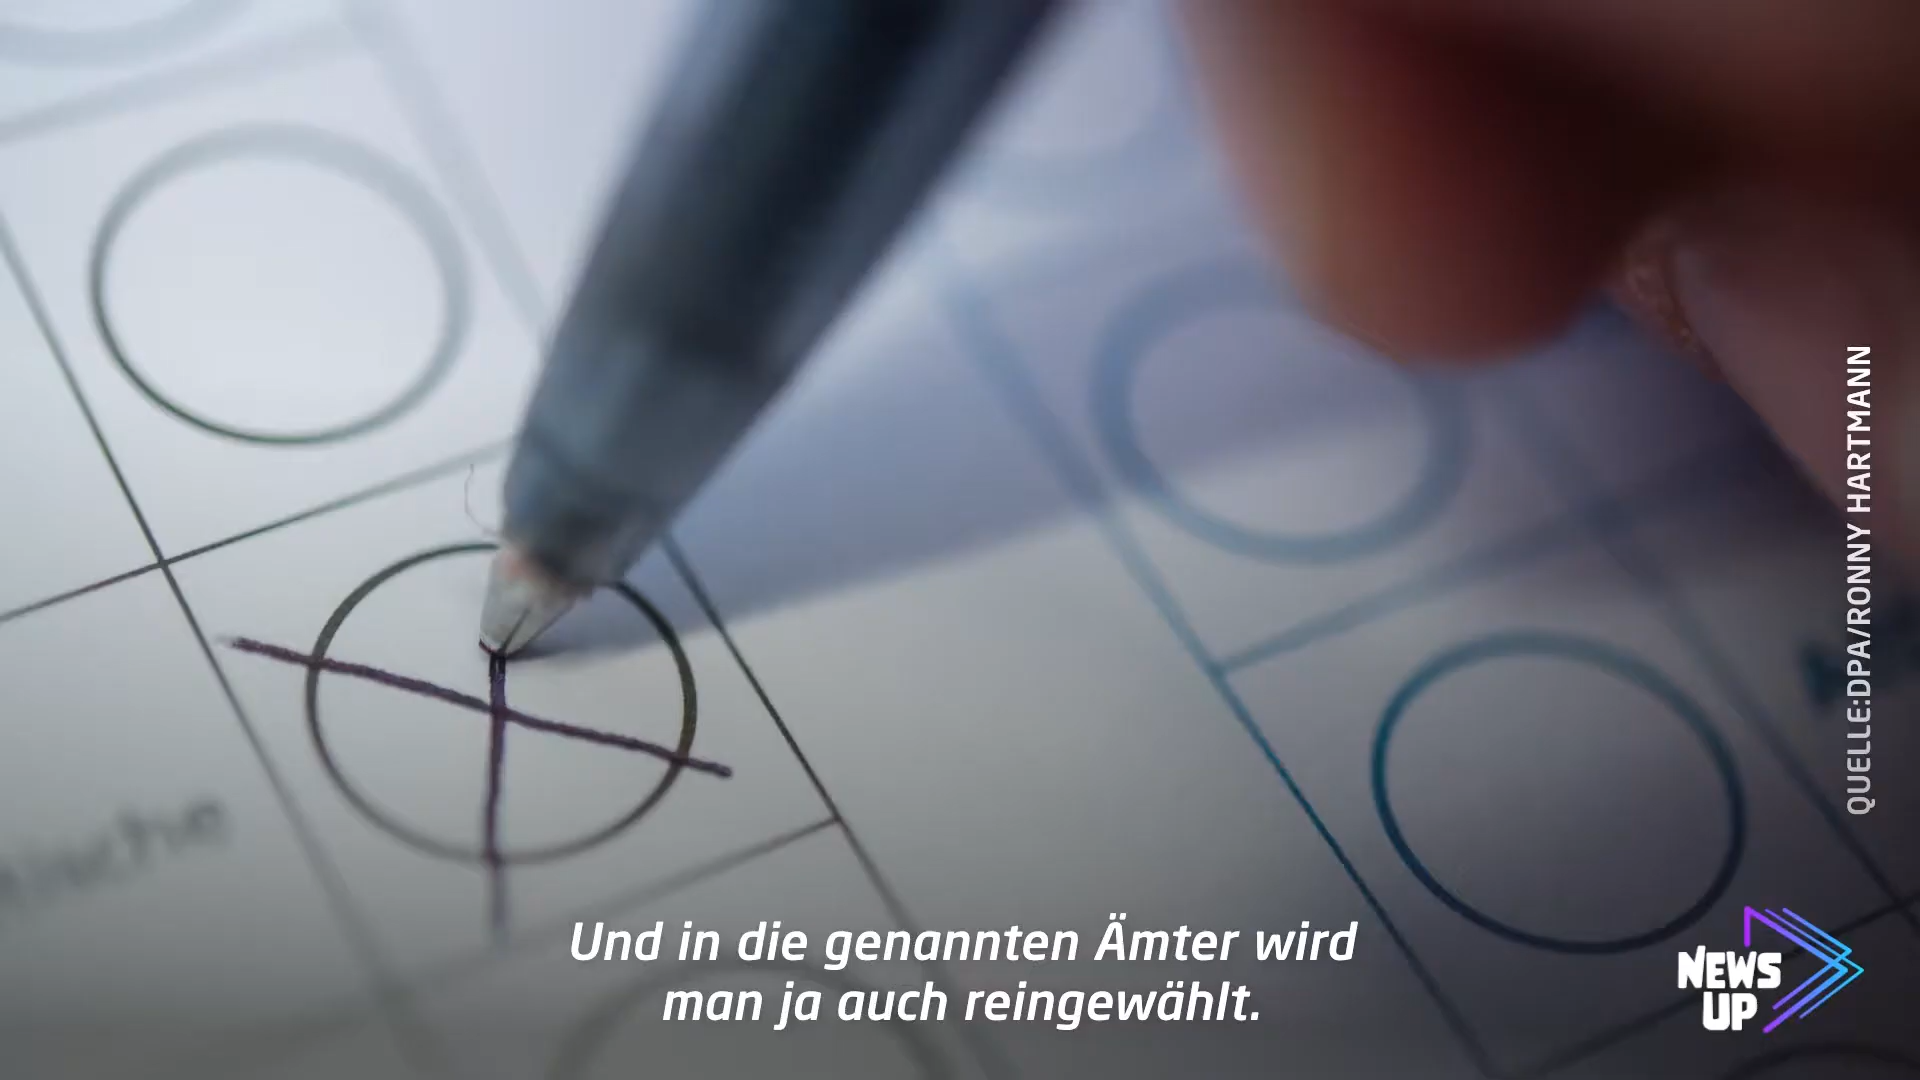 QUELLE:DPA/RONNY HARTMANN
Und in die genannten Ämter wird
man ja auch reingewählt.
NEWS
UP